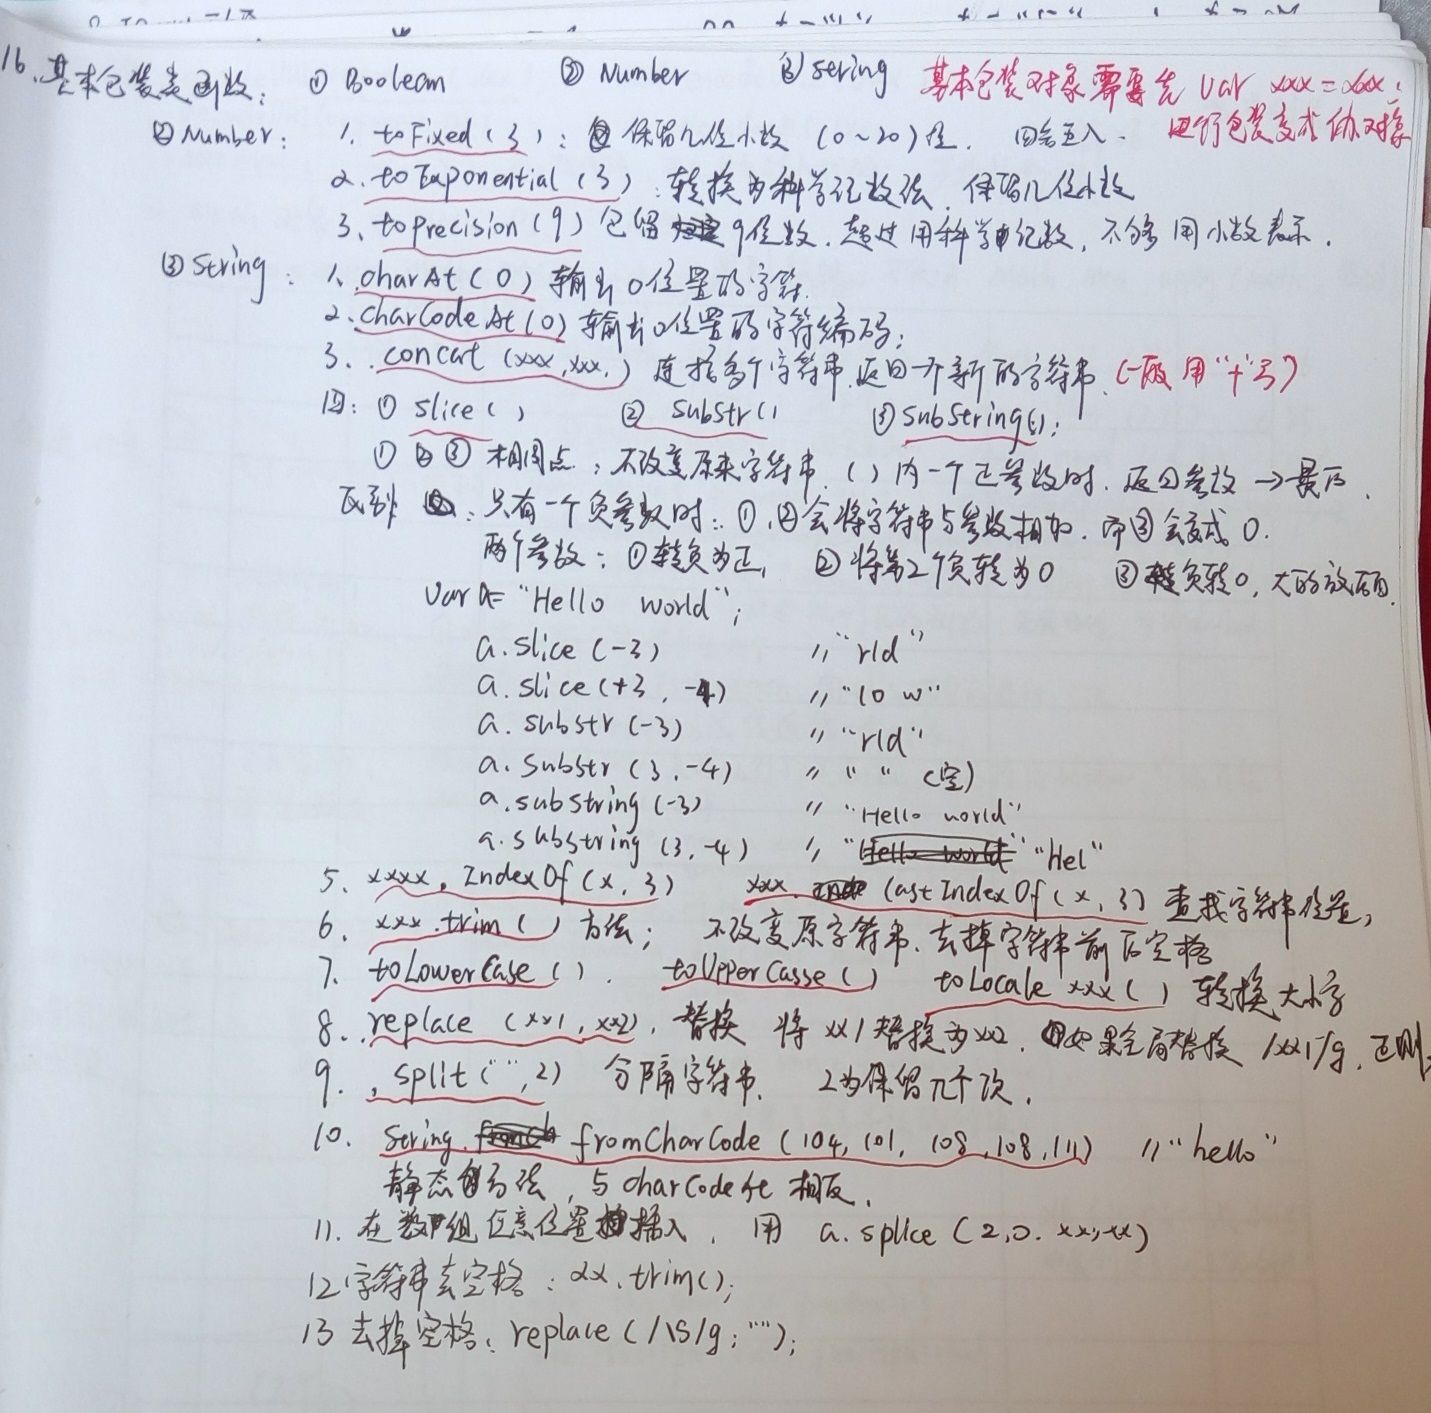 16、基本包装类函数： ① Boolean ② Number ③ String 基本包装对象需要先 var xxx = xxx;
进行包装变成伪对象
② Number： 1. toFixed(3)：保留几位小数 (0~20)位. 四舍五入.
2. toExponential(3)：转换为科学记数法. 保留几位小数
3、toprecision(9) 包留 9位数. 超过用科学记数, 不够用小数表示.
③ String： 1. charAt(0) 输出0位置的字符.
2. charCodeAt(0) 输出0位置的字符编码;
3. .concat(xxx,xxx,) 连接多个字符串.返回一个新的字符串. (一般用"+"号)
四: ① slice() ② substr() ③ substring();
① ② ③ 相同点：不改变原来字符串. ()内一个正参数时. 返回参数 → 最后.
区别：只有一个负参数时：①.②会将字符串与参数相加. 而③会变成 0.
两个参数：①转负为正, ②将第2个负转为0 ③负转0, 大的放后面.
var a= "Hello world";
a. slice (-3) // "rld"
a. slice (+3, -4) // "lo w"
a. substr (-3) // "rld"
a. substr (3. -4) // " " (空)
a. substring (-3) // "Hello world"
a. substring (3, -4) // "Hel"
5、xxxx. IndexOf (x, 3) xxx. lastIndexOf (x, 3) 查找字符串位置,
6、xxx.trim() 方法; 不改变原字符串. 去掉字符串前后空格
7、toLowerCase(). toUpperCasse() toLocale xxx() 转换大小写
8、.replace (xx1, xx2). 替换 将 xx1 替换为 xx2. 如果全局替换 /xx1/g. 正则
9. .split("",2) 分隔字符串. 2为保留几个次.
10. String. fromCharCode (104, 101, 108, 108, 111) // "hello"
静态方法, 与 charCodeAt 相反.
11. 在数组任意位置插入, 用 a. splice (2,0. xx,xx)
12 字符串去空格：xx.trim();
13 去掉空格、replace (/\s/g; "");